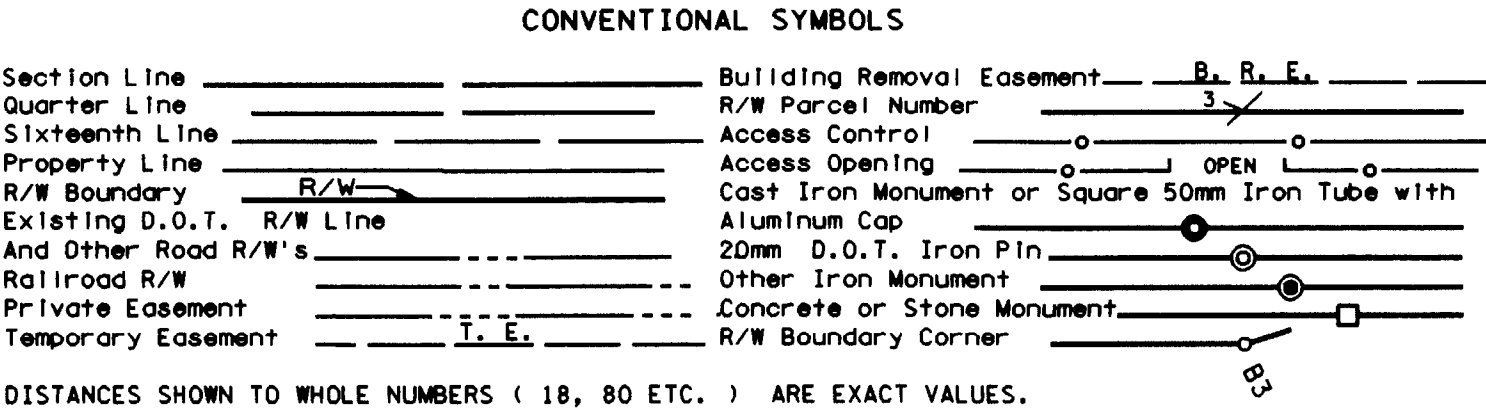 CONVENTIONAL SYMBOLS
Section Line
Quarter Line
Sixteenth Line
Property Line
R/W Boundary R/W
Existing D.O.T. R/W Line
And Other Road R/W's
Railroad R/W
Private Easement
Temporary Easement T. E.
Building Removal Easement B. R. E.
R/W Parcel Number 3
Access Control
Access Opening OPEN
Cast Iron Monument or Square 50mm Iron Tube with
Aluminum Cap
20mm D.O.T. Iron Pin
Other Iron Monument
Concrete or Stone Monument
R/W Boundary Corner
B3
DISTANCES SHOWN TO WHOLE NUMBERS ( 18, 80 ETC. ) ARE EXACT VALUES.